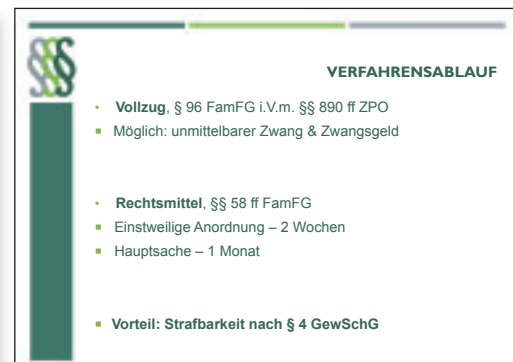 VERFAHRENSABLAUF
• Vollzug, § 96 FamFG i.V.m. §§ 890 ff ZPO
■ Möglich: unmittelbarer Zwang & Zwangsgeld
• Rechtsmittel, §§ 58 ff FamFG
■ Einstweilige Anordnung – 2 Wochen
■ Hauptsache – 1 Monat
■ Vorteil: Strafbarkeit nach § 4 GewSchG